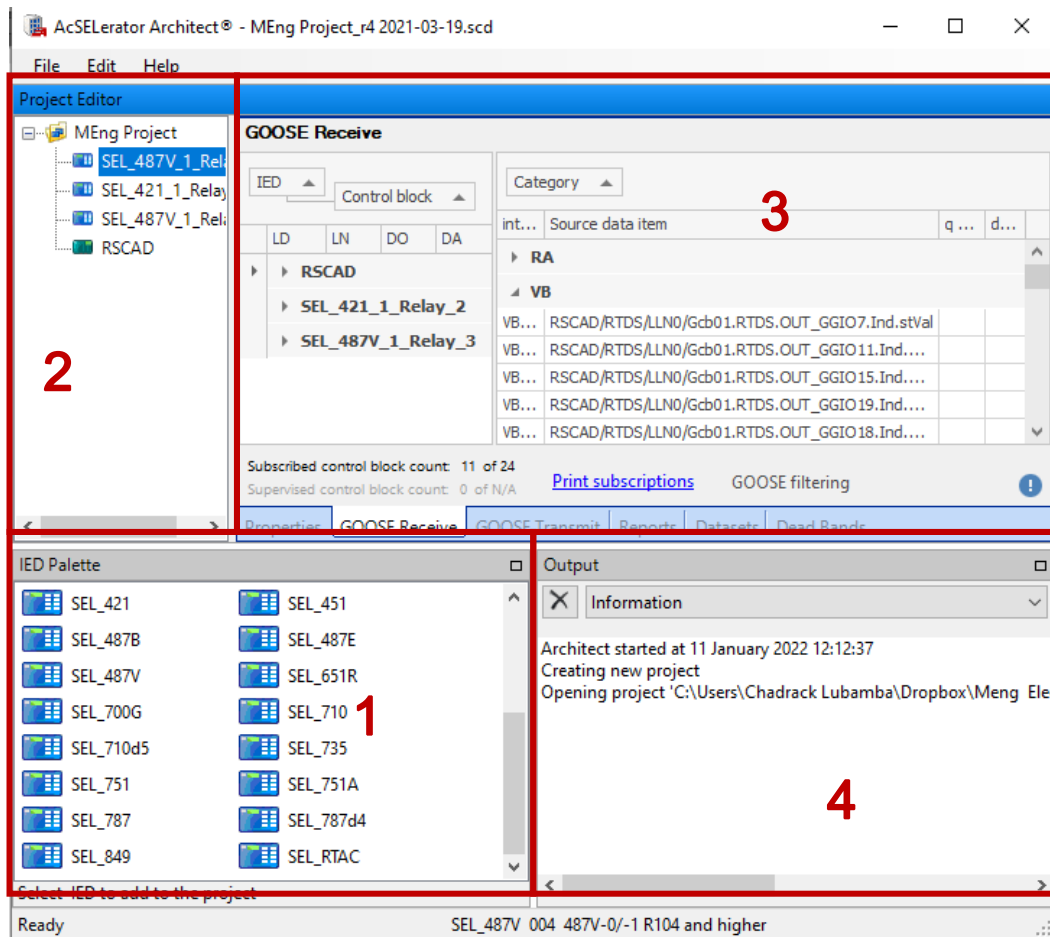 AcSELerator Architect® - MEng Project_r4 2021-03-19.scd
File Edit Help
Project Editor
MEng Project
SEL_487V_1_Rela
SEL_421_1_Relay
SEL_487V_1_Rela
RSCAD
2
GOOSE Receive
IED
Control block
LD LN DO DA
RSCAD
SEL_421_1_Relay_2
SEL_487V_1_Relay_3
Category
3
int... Source data item q ... d...
RA
VB
VB... RSCAD/RTDS/LLN0/Gcb01.RTDS.OUT_GGIO7.Ind.stVal
VB... RSCAD/RTDS/LLN0/Gcb01.RTDS.OUT_GGIO11.Ind....
VB... RSCAD/RTDS/LLN0/Gcb01.RTDS.OUT_GGIO15.Ind....
VB... RSCAD/RTDS/LLN0/Gcb01.RTDS.OUT_GGIO19.Ind....
VB... RSCAD/RTDS/LLN0/Gcb01.RTDS.OUT_GGIO18.Ind....
Subscribed control block count: 11 of 24
Supervised control block count: 0 of N/A
Print subscriptions GOOSE filtering
Properties GOOSE Receive GOOSE Transmit Reports Datasets Dead Bands
IED Palette
SEL_421 SEL_451
SEL_487B SEL_487E
SEL_487V SEL_651R
SEL_700G SEL_710
1
SEL_710d5 SEL_735
SEL_751 SEL_751A
SEL_787 SEL_787d4
SEL_849 SEL_RTAC
Select IED to add to the project
Output
Information
Architect started at 11 January 2022 12:12:37
Creating new project
Opening project 'C:\Users\Chadrack Lubamba\Dropbox\Meng Ele
4
Ready SEL_487V 004 487V-0/-1 R104 and higher